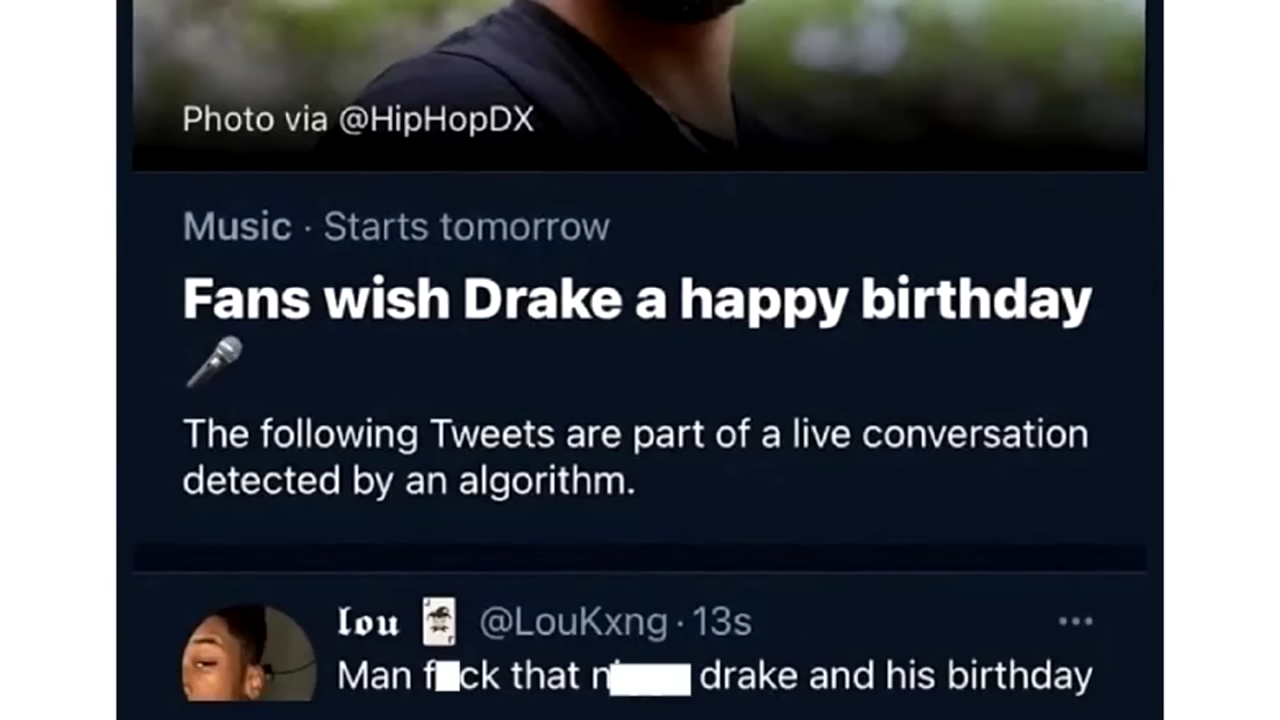 Photo via @HipHopDX
Music · Starts tomorrow
Fans wish Drake a happy birthday
🎤
The following Tweets are part of a live conversation
detected by an algorithm.
lou 🃏 @LouKxng · 13s
Man f ck that n drake and his birthday